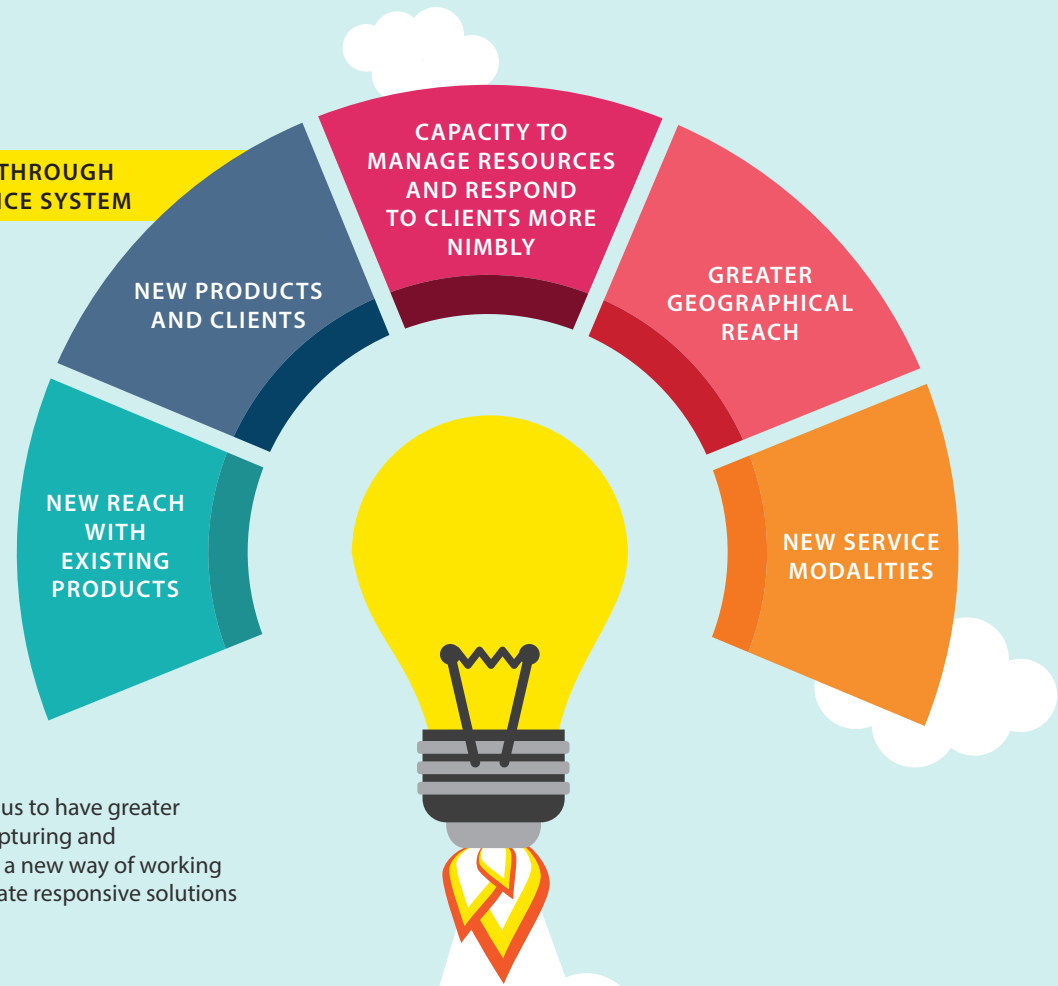 THROUGH
ICE SYSTEM
NEW REACH
WITH
EXISTING
PRODUCTS
NEW PRODUCTS
AND CLIENTS
CAPACITY TO
MANAGE RESOURCES
AND RESPOND
TO CLIENTS MORE
NIMBLY
GREATER
GEOGRAPHICAL
REACH
NEW SERVICE
MODALITIES
us to have greater
pturing and
a new way of working
ate responsive solutions